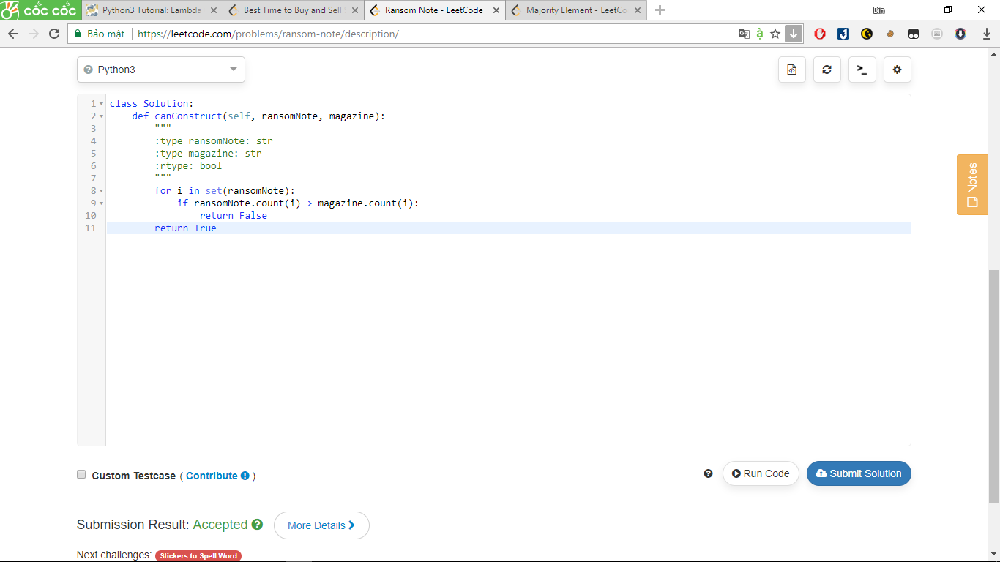 cốc cốc
Python3 Tutorial: Lambda
Best Time to Buy and Sell
Ransom Note - LeetCode
Majority Element - LeetCo
Bin
Bảo mật
https://leetcode.com/problems/ransom-note/description/
Python3
1 class Solution:
2     def canConstruct(self, ransomNote, magazine):
3         """
4         :type ransomNote: str
5         :type magazine: str
6         :rtype: bool
7         """
8         for i in set(ransomNote):
9             if ransomNote.count(i) > magazine.count(i):
10                 return False
11         return True
Notes
Custom Testcase ( Contribute )
Run Code
Submit Solution
Submission Result: Accepted
More Details
Next challenges: Stickers to Spell Word